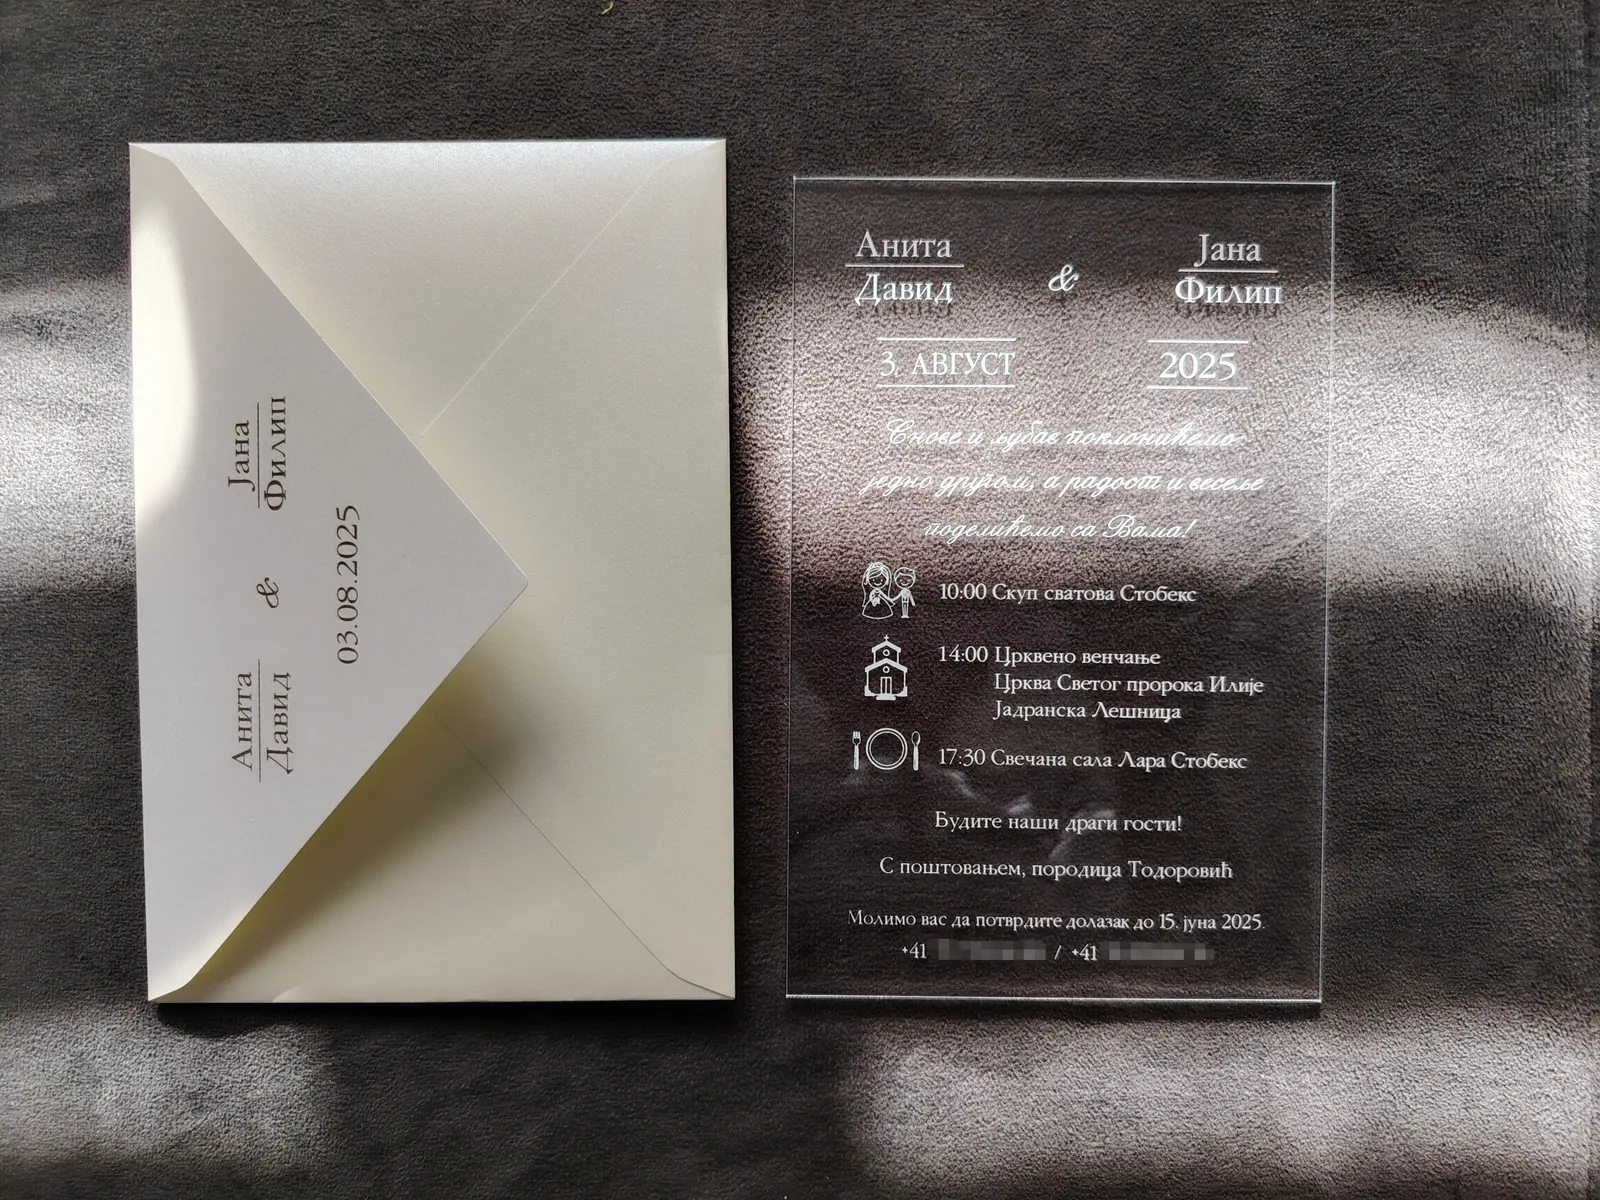 Анита
Давид
&
Јана
Филип
03.08.2025
Анита
Давид
&
Јана
Филип
3. АВГУСТ
2025
Снове и љубав поклонићемо
једно другом, а радост и весеље
поделићемо са Вама!
10:00 Скуп сватова Стобекс
14:00 Црквено венчање
Црква Светог пророка Илије
Јадранска Лешница
17:30 Свечана сала Лара Стобекс
Будите наши драги гости!
С поштовањем, породица Тодоровић
Молимо вас да потврдите долазак до 15. јуна 2025.
+41 / +41